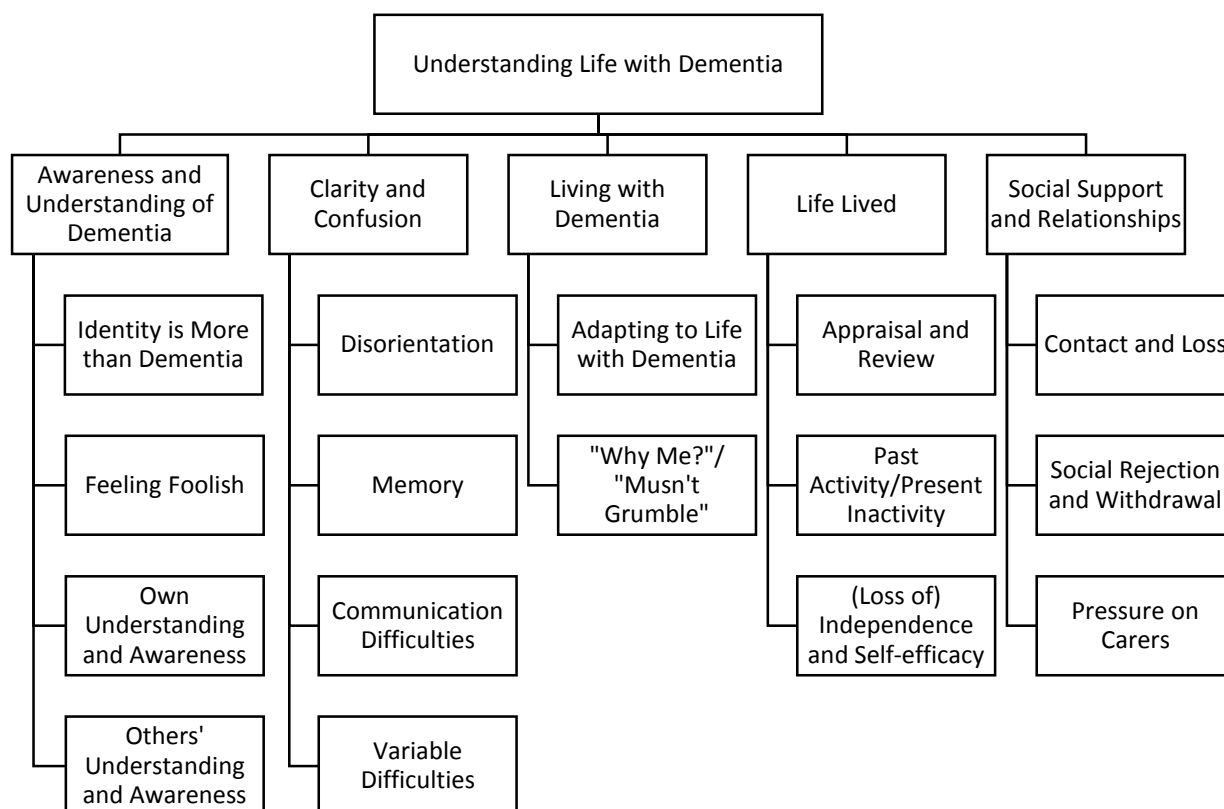 Understanding Life with Dementia
Awareness and
Understanding of
Dementia
Identity is More
than Dementia
Feeling Foolish
Own
Understanding
and Awareness
Others'
Understanding
and Awareness
Clarity and
Confusion
Disorientation
Memory
Communication
Difficulties
Variable
Difficulties
Living with
Dementia
Adapting to Life
with Dementia
"Why Me?"/
"Musn't
Grumble"
Life Lived
Appraisal and
Review
Past
Activity/Present
Inactivity
(Loss of)
Independence
and Self-efficacy
Social Support
and Relationships
Contact and Loss
Social Rejection
and Withdrawal
Pressure on
Carers